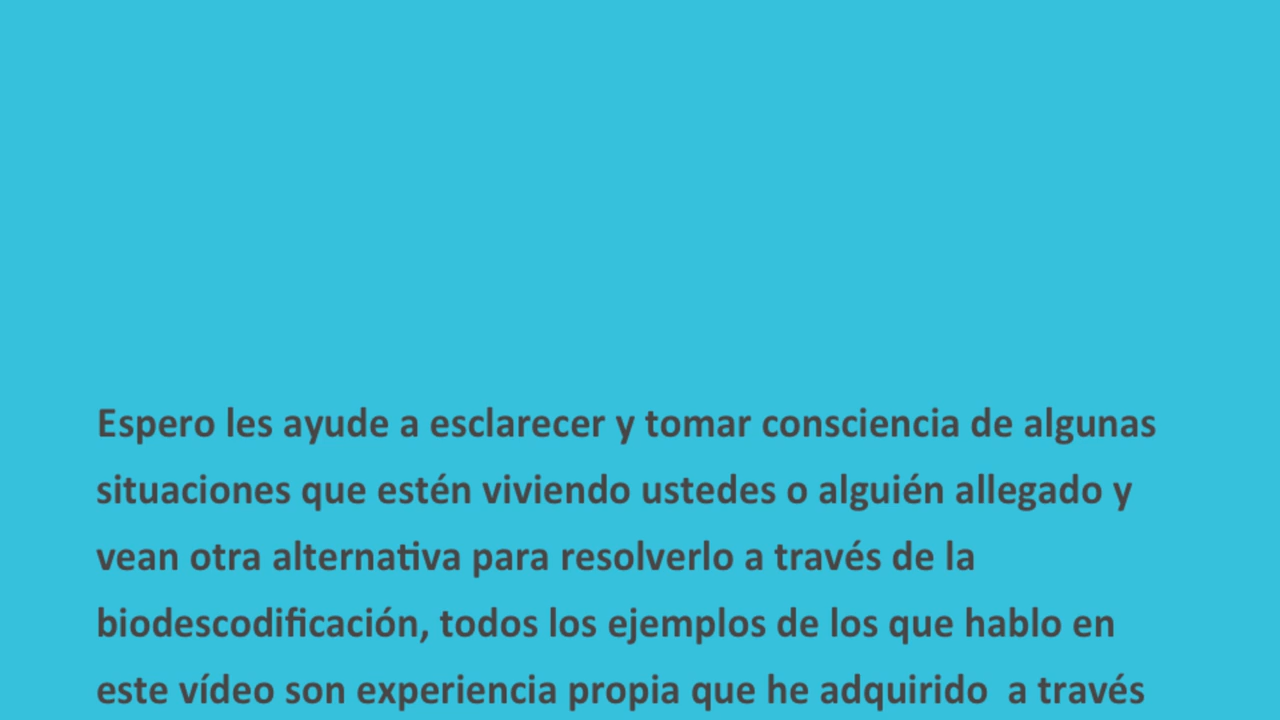 Espero les ayude a esclarecer y tomar consciencia de algunas
situaciones que estén viviendo ustedes o alguién allegado y
vean otra alternativa para resolverlo a través de la
biodescodificación, todos los ejemplos de los que hablo en
este vídeo son experiencia propia que he adquirido  a través